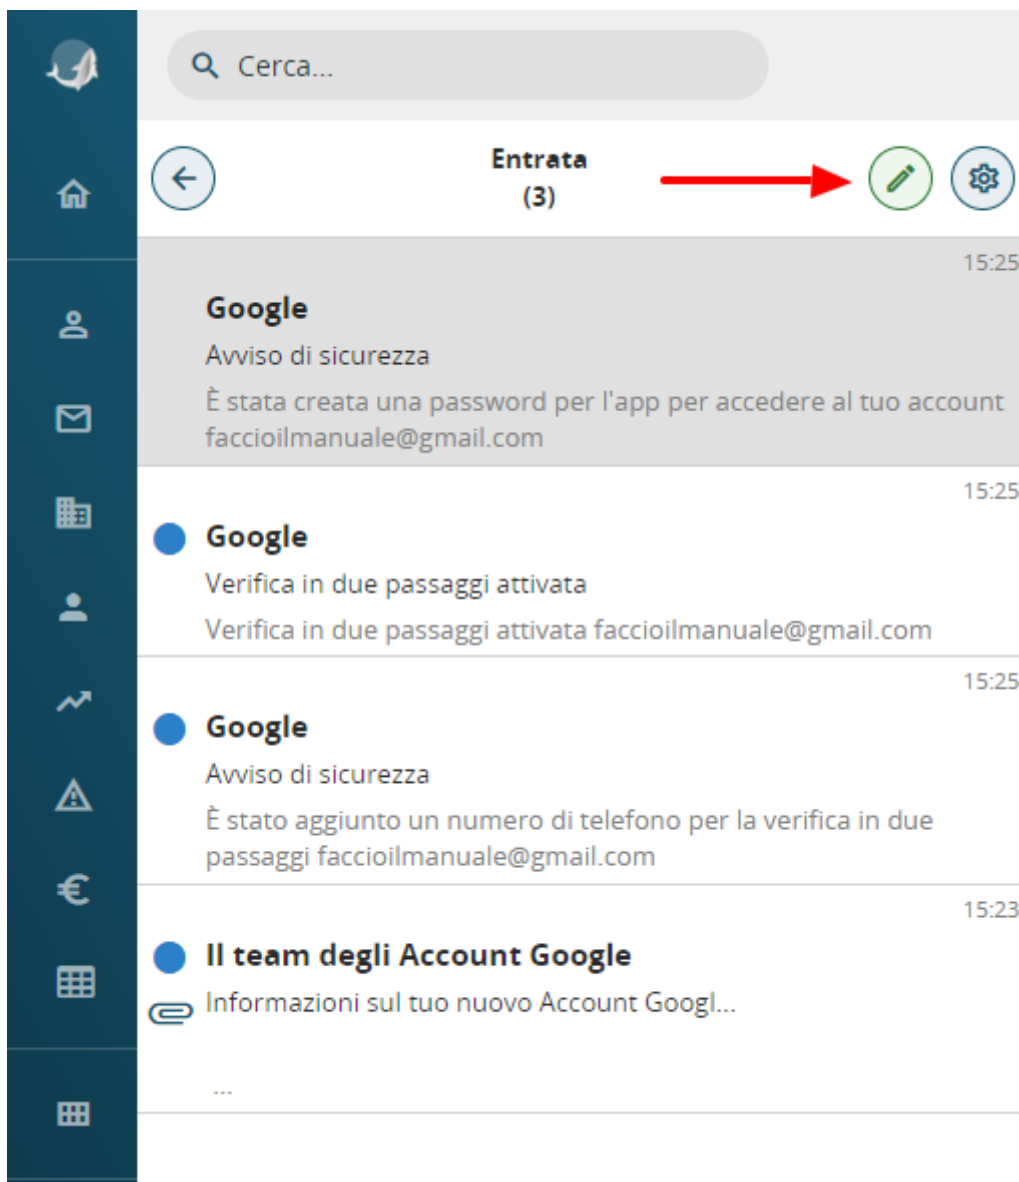 Cerca...
Entrata
(3)
15:25
Google
Avviso di sicurezza
È stata creata una password per l'app per accedere al tuo account
faccioilmanuale@gmail.com
15:25
Google
Verifica in due passaggi attivata
Verifica in due passaggi attivata faccioilmanuale@gmail.com
15:25
Google
Avviso di sicurezza
È stato aggiunto un numero di telefono per la verifica in due
passaggi faccioilmanuale@gmail.com
15:23
Il team degli Account Google
Informazioni sul tuo nuovo Account Googl...
...